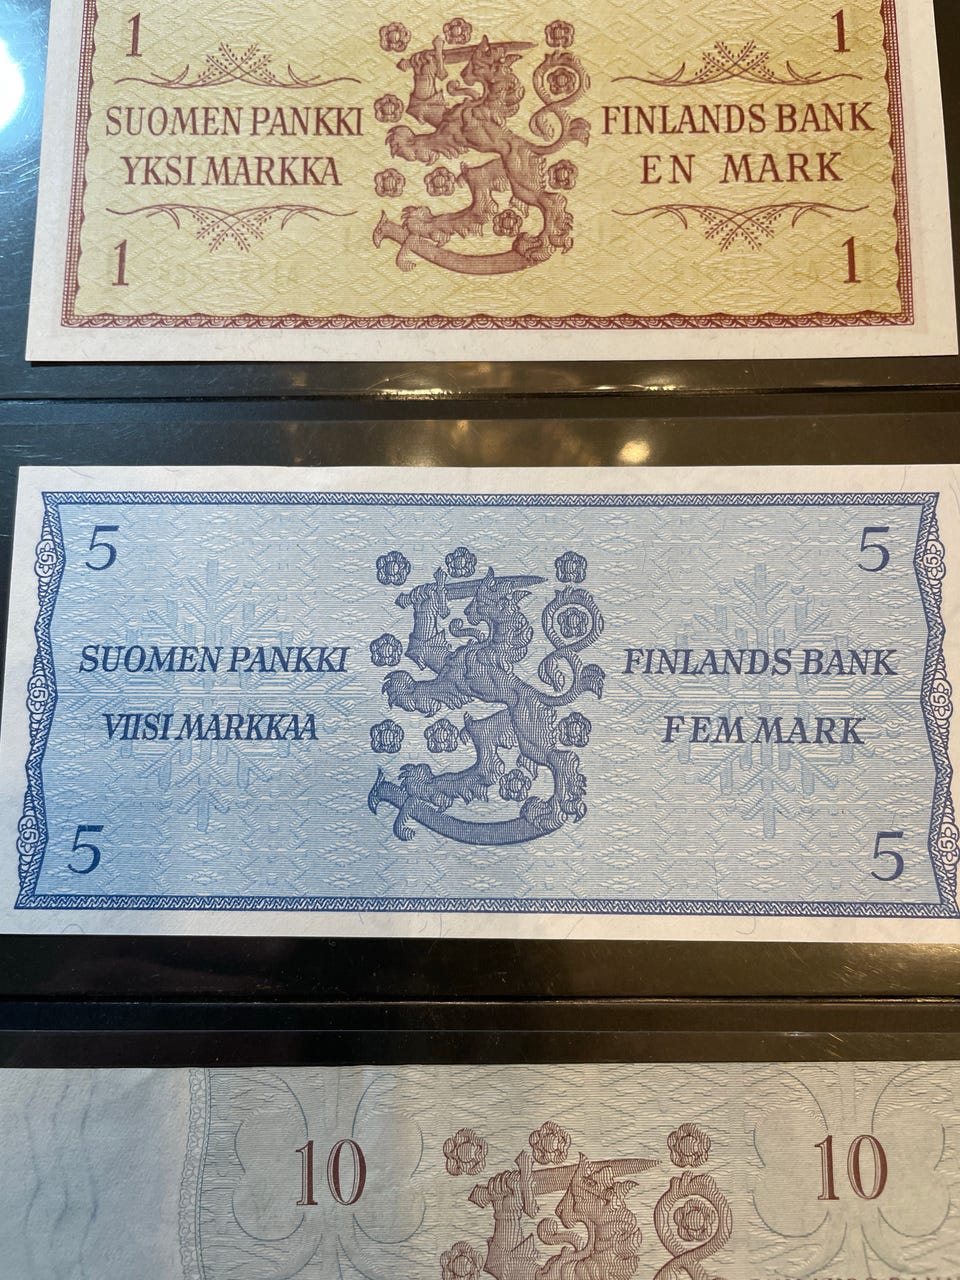 1 1
SUOMEN PANKKI FINLANDS BANK
YKSI MARKKA EN MARK
1 1
5 5
SUOMEN PANKKI FINLANDS BANK
VIISI MARKKAA FEM MARK
5 5
10 10